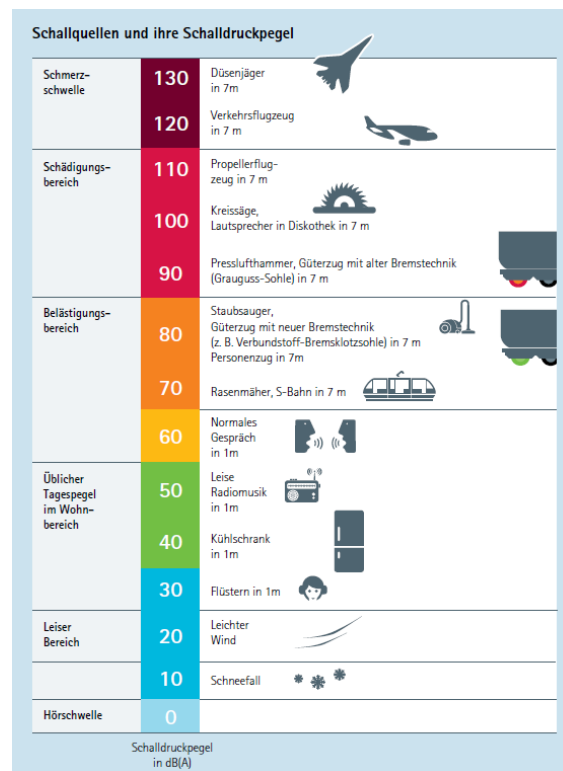 Schallquellen und ihre Schalldruckpegel
Schmerz-
schwelle
130
Düsenjäger
in 7m
120
Verkehrsflugzeug
in 7 m
Schädigungs-
bereich
110
Propellerflug-
zeug in 7 m
100
Kreissäge,
Lautsprecher in Diskothek in 7 m
90
Presslufthammer, Güterzug mit alter Bremstechnik
(Grauguss-Sohle) in 7 m
Belästigungs-
bereich
80
Staubsauger,
Güterzug mit neuer Bremstechnik
(z. B. Verbundstoff-Bremsklotzsohle) in 7 m
Personenzug in 7m
70
Rasenmäher, S-Bahn in 7 m
60
Normales
Gespräch
in 1m
Üblicher
Tagespegel
im Wohn-
bereich
50
Leise
Radiomusik
in 1m
40
Kühlschrank
in 1m
30
Flüstern in 1m
Leiser
Bereich
20
Leichter
Wind
10
Schneefall
Hörschwelle
0
Schalldruckpegel
in dB(A)